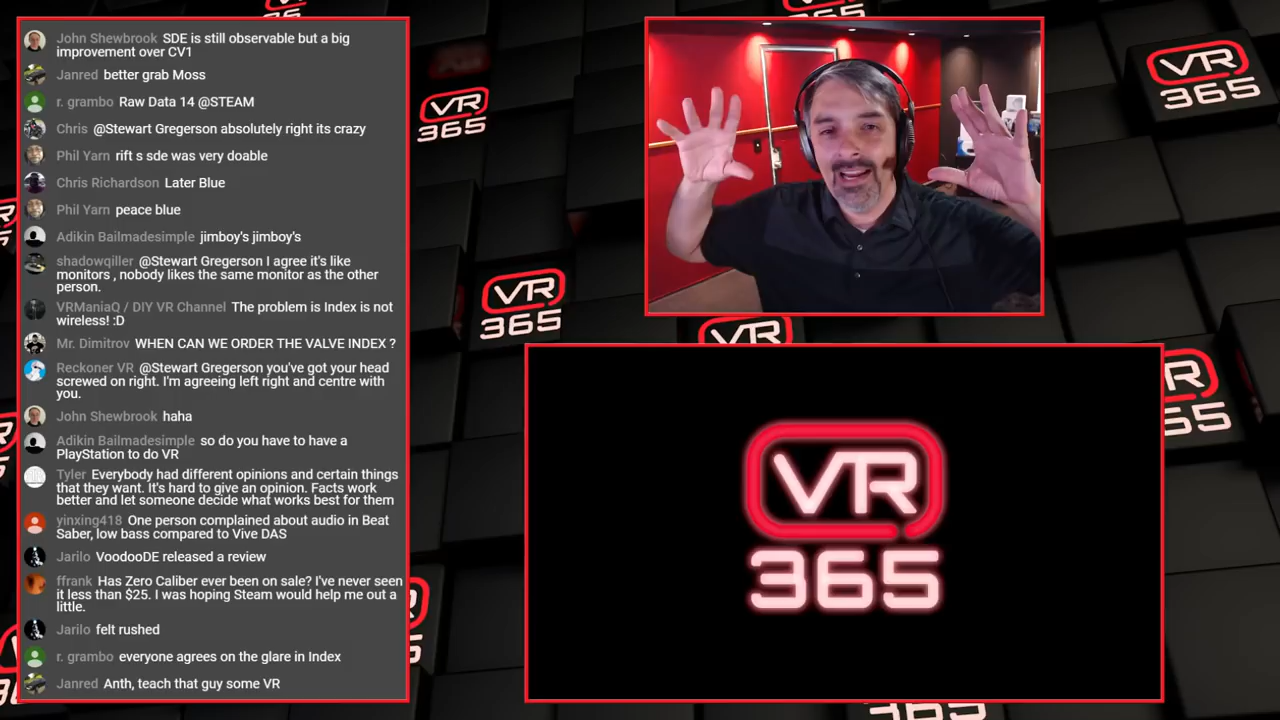 John Shewbrook SDE is still observable but a big
improvement over CV1
Janred better grab Moss
r. grambo Raw Data 14 @STEAM
Chris @Stewart Gregerson absolutely right its crazy
Phil Yarn rift s sde was very doable
Chris Richardson Later Blue
Phil Yarn peace blue
Adikin Bailmadesimple jimboy's jimboy's
shadowqiller @Stewart Gregerson I agree it's like
monitors , nobody likes the same monitor as the other
person.
VRManiaQ / DIY VR Channel The problem is Index is not
wireless! :D
Mr. Dimitrov WHEN CAN WE ORDER THE VALVE INDEX ?
Reckoner VR @Stewart Gregerson you've got your head
screwed on right. I'm agreeing left right and centre with
you.
John Shewbrook haha
Adikin Bailmadesimple so do you have to have a
PlayStation to do VR
Tyler Everybody had different opinions and certain things
that they want. It's hard to give an opinion. Facts work
better and let someone decide what works best for them
yinxing418 One person complained about audio in Beat
Saber, low bass compared to Vive DAS
Jarilo VoodooDE released a review
ffrank Has Zero Caliber ever been on sale? I've never seen
it less than $25. I was hoping Steam would help me out a
little.
Jarilo felt rushed
r. grambo everyone agrees on the glare in Index
Janred Anth, teach that guy some VR
VR
365
VR
365
VR
365
VR
VR
365
365